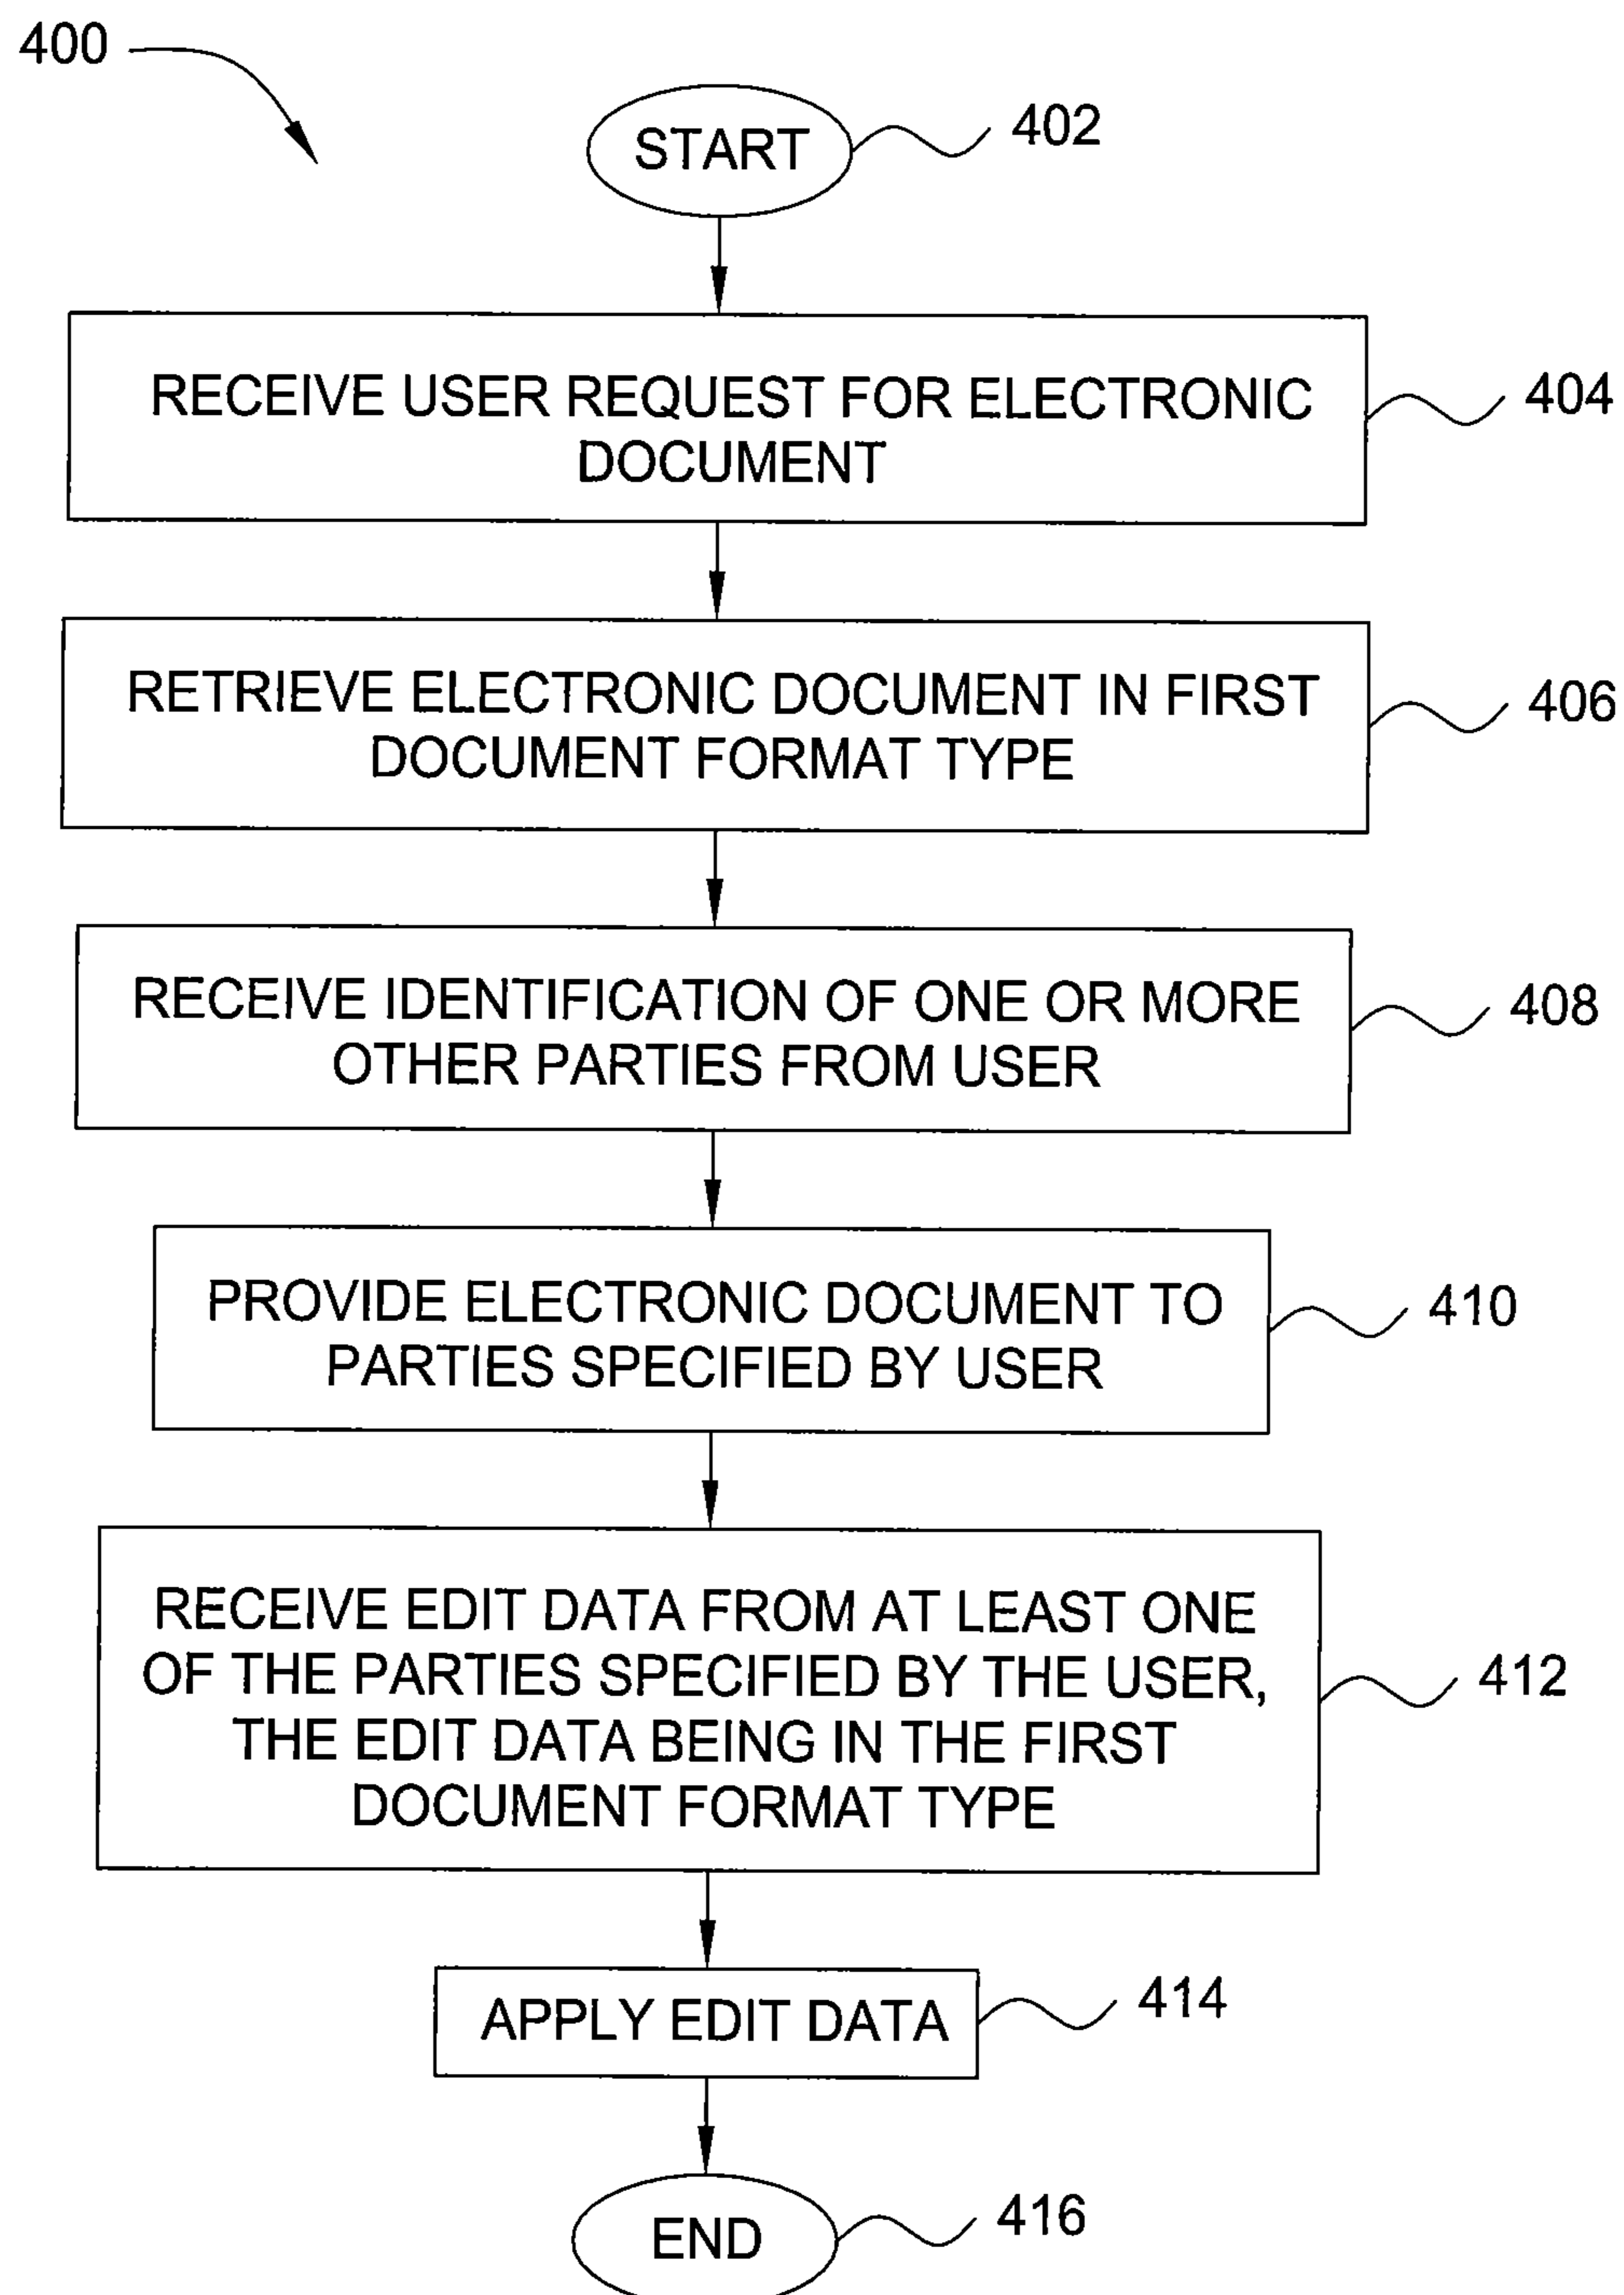 400
START
402
RECEIVE USER REQUEST FOR ELECTRONIC
DOCUMENT
404
RETRIEVE ELECTRONIC DOCUMENT IN FIRST
DOCUMENT FORMAT TYPE
406
RECEIVE IDENTIFICATION OF ONE OR MORE
OTHER PARTIES FROM USER
408
PROVIDE ELECTRONIC DOCUMENT TO
PARTIES SPECIFIED BY USER
410
RECEIVE EDIT DATA FROM AT LEAST ONE
OF THE PARTIES SPECIFIED BY THE USER,
THE EDIT DATA BEING IN THE FIRST
DOCUMENT FORMAT TYPE
412
APPLY EDIT DATA
414
END
416